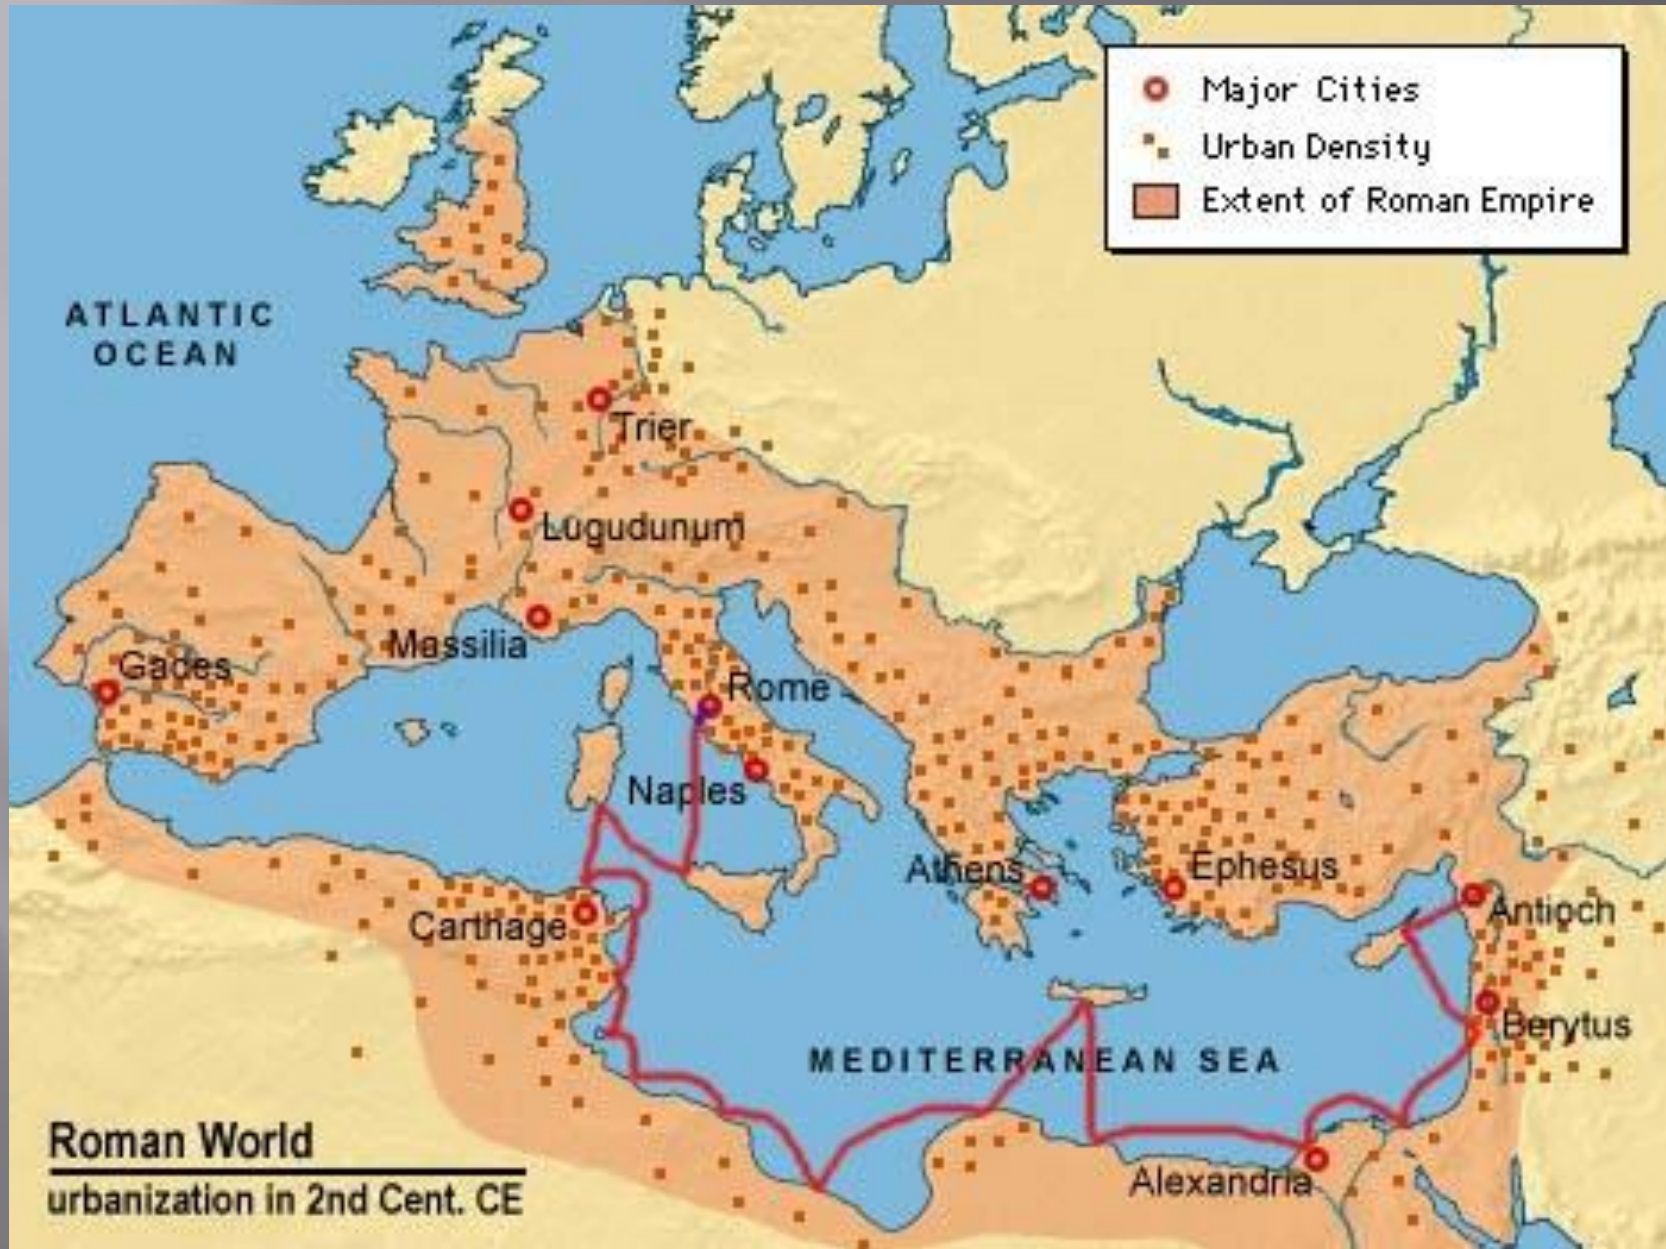 Major Cities
Urban Density
Extent of Roman Empire
ATLANTIC
OCEAN
Trier
Lugudunum
Massilia
Gades
Rome
Naples
Athens
Ephesus
Carthage
Antioch
Berytus
MEDITERRANEAN SEA
Alexandria
Roman World
urbanization in 2nd Cent. CE